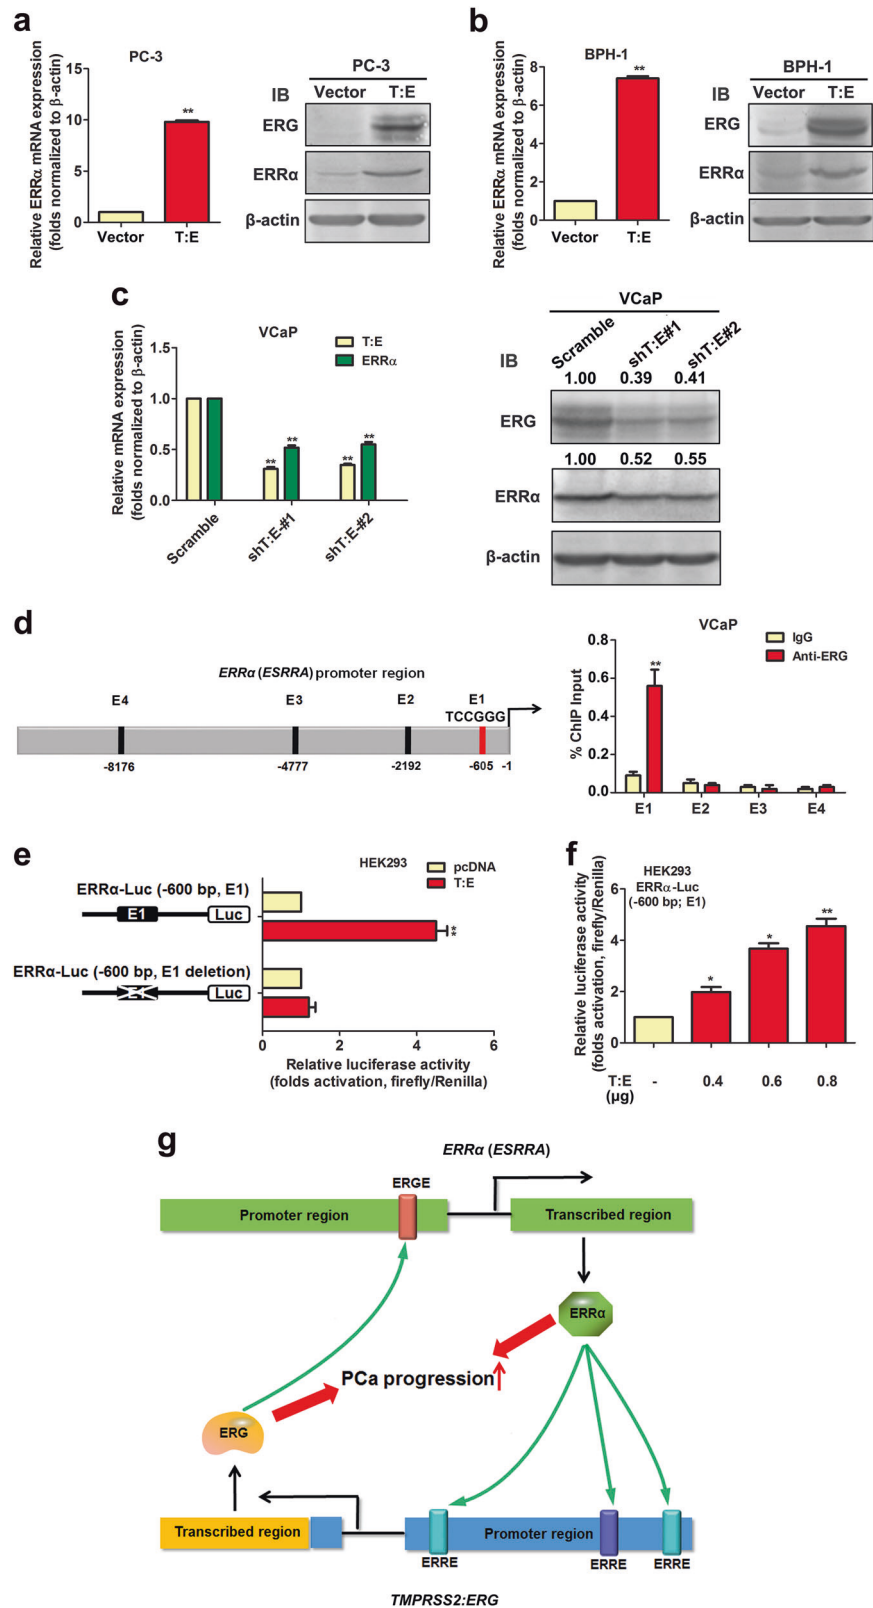 a
PC-3
Relative ERRα mRNA expression
(folds normalized to β-actin)
15
10
5
0
**
Vector
T:E
PC-3
IB
Vector
T:E
ERG
ERRα
β-actin
b
BPH-1
Relative ERRα mRNA expression
(folds normalized to β-actin)
8
6
4
2
0
**
Vector
T:E
BPH-1
IB
Vector
T:E
ERG
ERRα
β-actin
c
VCaP
T:E
ERRα
Relative mRNA expression
(folds normalized to β-actin)
1.5
1.0
0.5
0.0
** ** ** **
Scramble
shT:E-#1
shT:E-#2
VCaP
IB
Scramble
shT:E#1
shT:E#2
1.00 0.39 0.41
ERG
1.00 0.52 0.55
ERRα
β-actin
d
ERRα (ESRRA) promoter region
E4 E3 E2 E1
TCCGGG
-8176 -4777 -2192 -605 -1
VCaP
IgG
Anti-ERG
% ChIP Input
0.8
0.6
0.4
0.2
0.0
**
E1 E2 E3 E4
e
HEK293
pcDNA
T:E
ERRα-Luc (-600 bp, E1)
E1 Luc
**
ERRα-Luc (-600 bp, E1 deletion)
E1 Luc
0 2 4 6
Relative luciferase activity
(folds activation, firefly/Renilla)
f
HEK293
ERRα-Luc
(-600 bp; E1)
Relative luciferase activity
(folds activation, firefly/Renilla)
6
4
2
0
* * **
T:E - 0.4 0.6 0.8
(µg)
g
ERRα (ESRRA)
ERGE
Promoter region
Transcribed region
ERRα
PCa progression
ERG
Transcribed region
Promoter region
ERRE ERRE ERRE
TMPRSS2:ERG